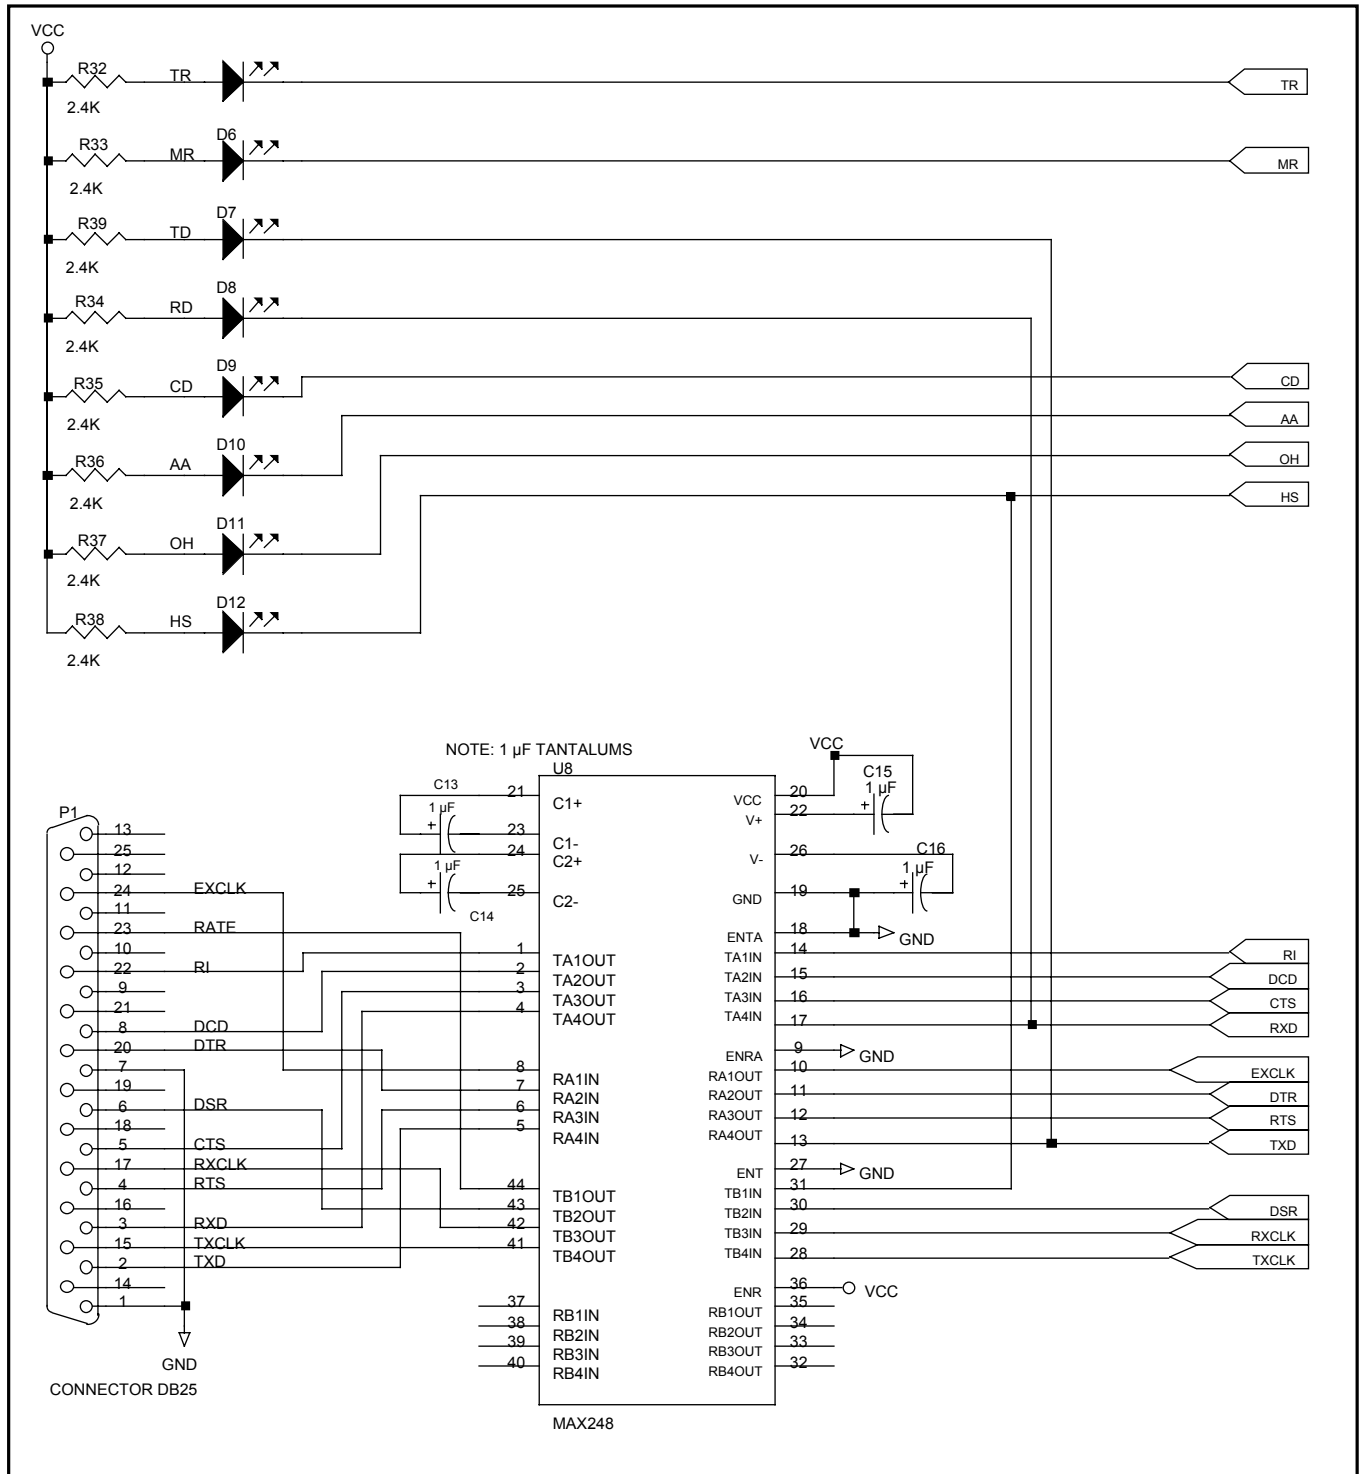 VCC
R32 TR TR
2.4K
D6
R33 MR MR
2.4K
D7
R39 TD
2.4K
D8
R34 RD
2.4K
D9
R35 CD CD
2.4K
AA
D10
R36 AA OH
2.4K
HS
D11
R37 OH
2.4K
D12
R38 HS
2.4K
NOTE: 1 µF TANTALUMS
VCC
U8
C13
C15
1 µF
21 C1+ VCC 20
1 µF
+
22 V+
+
23 C1-
24 C2+
V- 26 C16
1 µF
1 µF
+
25 C2-
GND 19
+
C14
ENTA 18 GND
P1
13
25
12
24 EXCLK
11
23 RATE
10
22 RI
9
21
8 DCD
20 DTR
7
19
6 DSR
18
5 CTS
17 RXCLK
4 RTS
16
3 RXD
15 TXCLK
2 TXD
14
1
GND
CONNECTOR DB25
1 TA1OUT TA1IN 14 RI
2 TA2OUT TA2IN 15 DCD
3 TA3OUT TA3IN 16 CTS
4 TA4OUT TA4IN 17 RXD
ENRA 9 GND
8 RA1IN RA1OUT 10 EXCLK
7 RA2IN RA2OUT 11 DTR
6 RA3IN RA3OUT 12 RTS
5 RA4IN RA4OUT 13 TXD
ENT 27 GND
44 TB1OUT TB1IN 31
43 TB2OUT TB2IN 30 DSR
42 TB3OUT TB3IN 29 RXCLK
41 TB4OUT TB4IN 28 TXCLK
ENR 36 VCC
37 RB1IN RB1OUT 35
38 RB2IN RB2OUT 34
39 RB3IN RB3OUT 33
40 RB4IN RB4OUT 32
MAX248